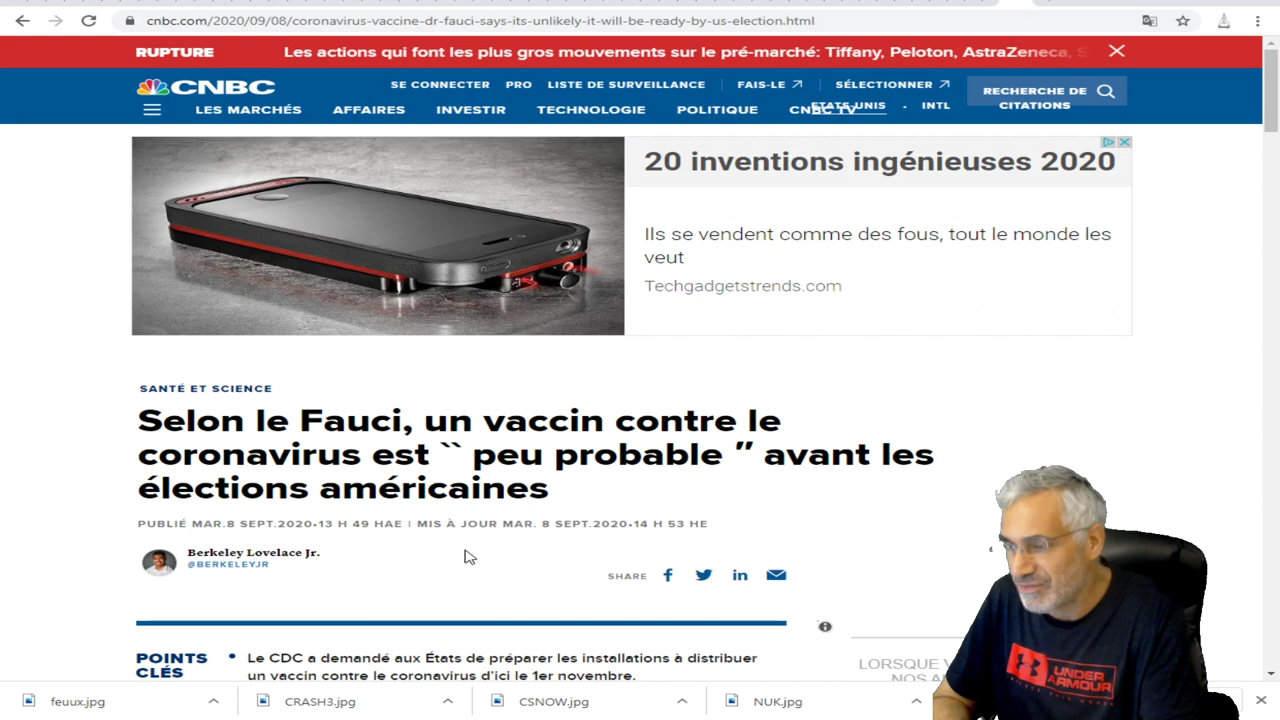 cnbc.com/2020/09/08/coronavirus-vaccine-dr-fauci-says-its-unlikely-it-will-be-ready-by-us-election.html
RUPTURE Les actions qui font les plus gros mouvements sur le pré-marché: Tiffany, Peloton, AstraZeneca,
CNBC SE CONNECTER PRO LISTE DE SURVEILLANCE FAIS-LE SÉLECTIONNER RECHERCHE DE CITATIONS
LES MARCHÉS AFFAIRES INVESTIR TECHNOLOGIE POLITIQUE CNBC TV ETATS-UNIS · INTL
20 inventions ingénieuses 2020
Ils se vendent comme des fous, tout le monde les
veut
Techgadgetstrends.com
SANTÉ ET SCIENCE
Selon le Fauci, un vaccin contre le
coronavirus est `` peu probable '' avant les
élections américaines
PUBLIÉ MAR.8 SEPT.2020•13 H 49 HAE | MIS À JOUR MAR. 8 SEPT.2020•14 H 53 HE
Berkeley Lovelace Jr.
@BERKELEYJR
SHARE
POINTS
CLÉS
• Le CDC a demandé aux États de préparer les installations à distribuer
un vaccin contre le coronavirus d'ici le 1er novembre.
LORSQUE
UNDER ARMOUR
feuux.jpg CRASH3.jpg CSNOW.jpg NUK.jpg